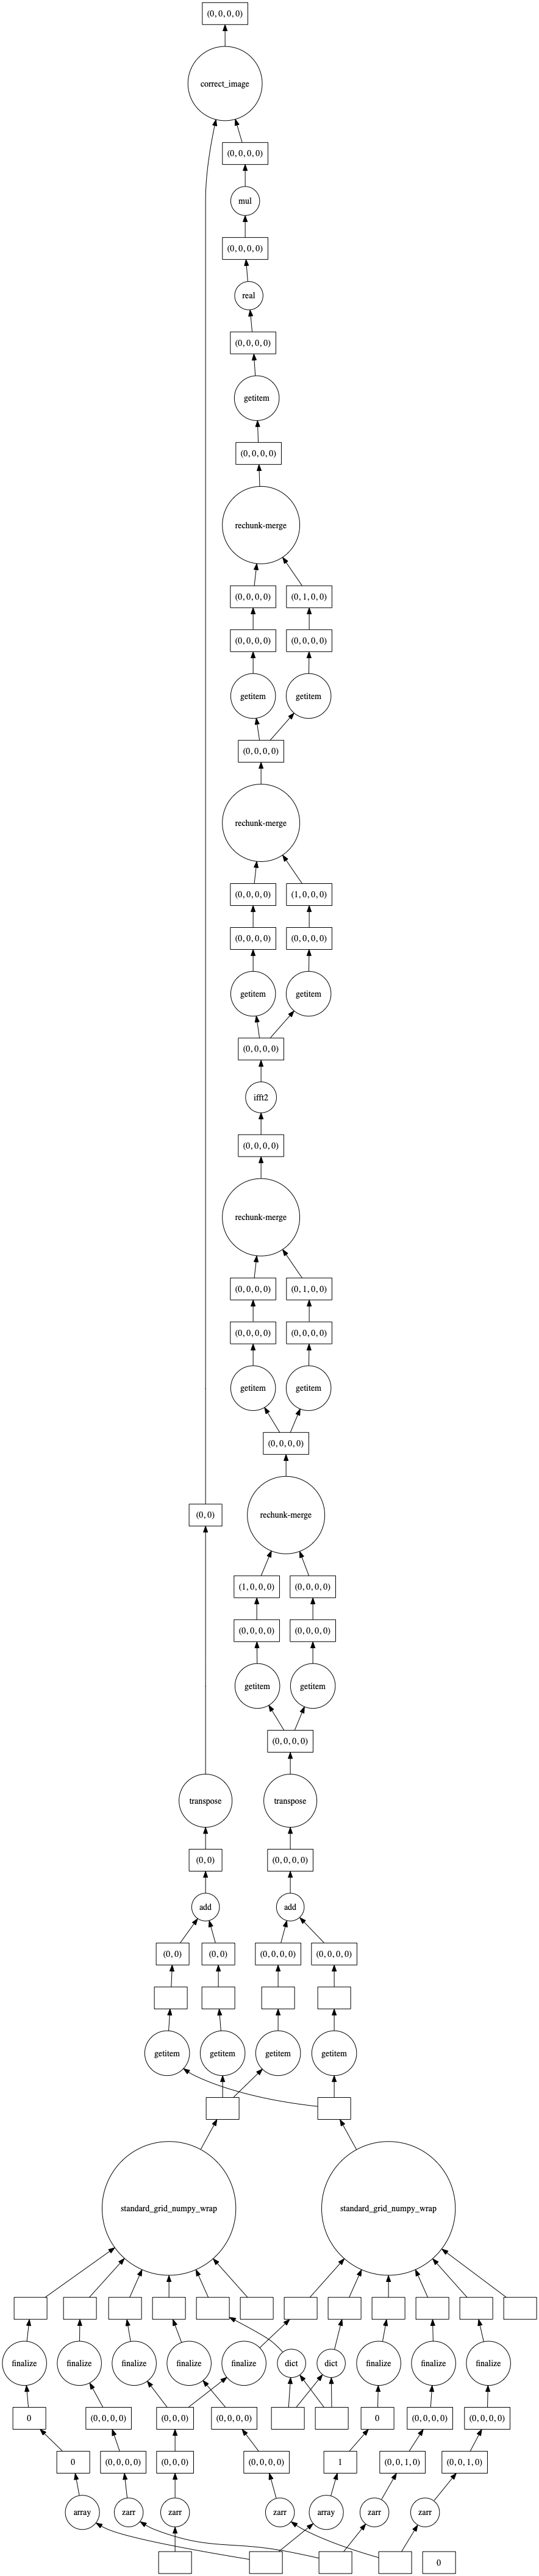 (0, 0, 0, 0)
correct_image
(0, 0, 0, 0)
mul
(0, 0, 0, 0)
real
(0, 0, 0, 0)
getitem
(0, 0, 0, 0)
rechunk-merge
(0, 0, 0, 0) (0, 1, 0, 0)
(0, 0, 0, 0) (0, 0, 0, 0)
getitem getitem
(0, 0, 0, 0)
rechunk-merge
(0, 0, 0, 0) (1, 0, 0, 0)
(0, 0, 0, 0) (0, 0, 0, 0)
getitem getitem
(0, 0, 0, 0)
ifft2
(0, 0, 0, 0)
rechunk-merge
(0, 0, 0, 0) (0, 1, 0, 0)
(0, 0, 0, 0) (0, 0, 0, 0)
getitem getitem
(0, 0, 0, 0)
(0, 0) rechunk-merge
(1, 0, 0, 0) (0, 0, 0, 0)
(0, 0, 0, 0) (0, 0, 0, 0)
getitem getitem
(0, 0, 0, 0)
transpose transpose
(0, 0) (0, 0, 0, 0)
add add
(0, 0) (0, 0) (0, 0, 0, 0) (0, 0, 0, 0)
getitem getitem getitem getitem
standard_grid_numpy_wrap standard_grid_numpy_wrap
finalize finalize finalize finalize finalize dict dict finalize finalize finalize
0 (0, 0, 0, 0) (0, 0, 0) (0, 0, 0, 0) 0 (0, 0, 0, 0) (0, 0, 0, 0)
0 (0, 0, 0, 0) (0, 0, 0) (0, 0, 0, 0) 1 (0, 0, 1, 0) (0, 0, 1, 0)
array zarr zarr zarr array zarr zarr
0